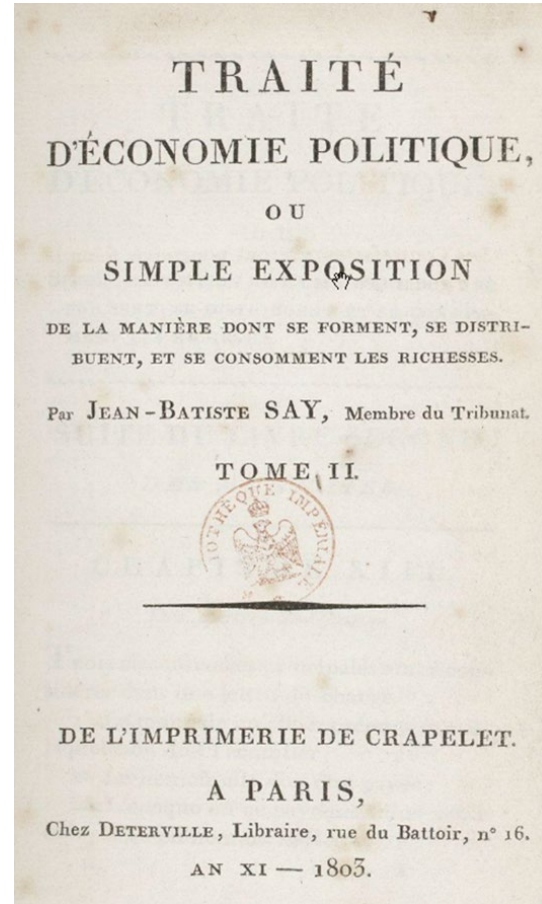 TRAITÉ
D'ÉCONOMIE POLITIQUE,
OU
SIMPLE EXPOSITION
DE LA MANIÈRE DONT SE FORMENT, SE DISTRI-
BUENT, ET SE CONSOMMENT LES RICHESSES.
Par JEAN-BATISTE SAY, Membre du Tribunat.
TOME II.
IMPÉRIALE
DE L'IMPRIMERIE DE CRAPELET.
A PARIS,
Chez DETERVILLE, Libraire, rue du Battoir, n° 16.
AN XI — 1803.